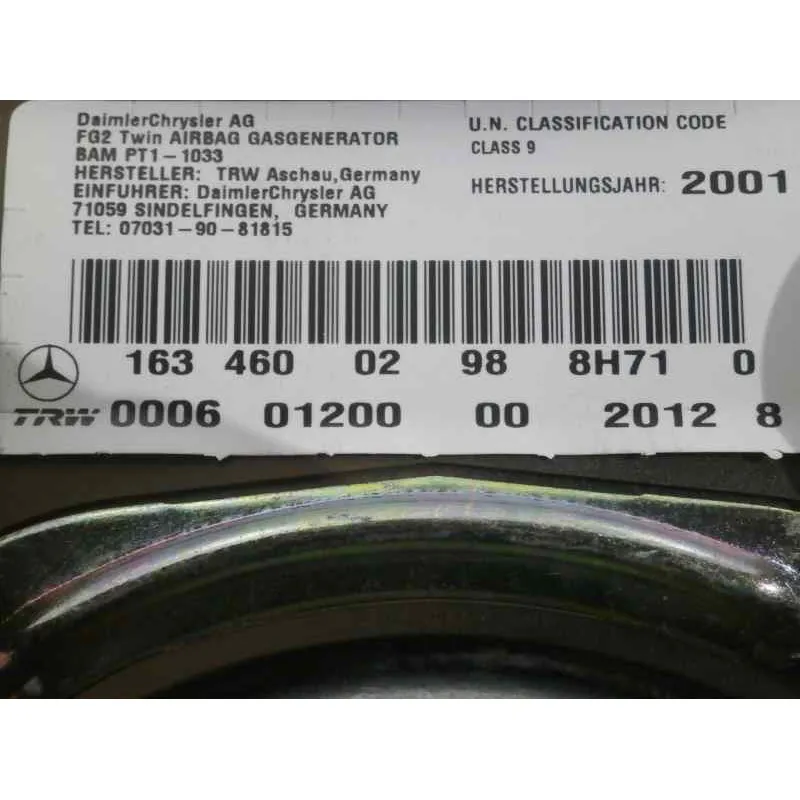 DaimlerChrysler AG
FG2 Twin AIRBAG GASGENERATOR
BAM PT1-1033
HERSTELLER: TRW Aschau,Germany
EINFUHRER: DaimlerChrysler AG
71059 SINDELFINGEN, GERMANY
TEL: 07031-90-81815
U.N. CLASSIFICATION CODE
CLASS 9
HERSTELLUNGSJAHR: 2001
163 460 02 98 8H71 0
TRW 0006 01200 00 2012 8